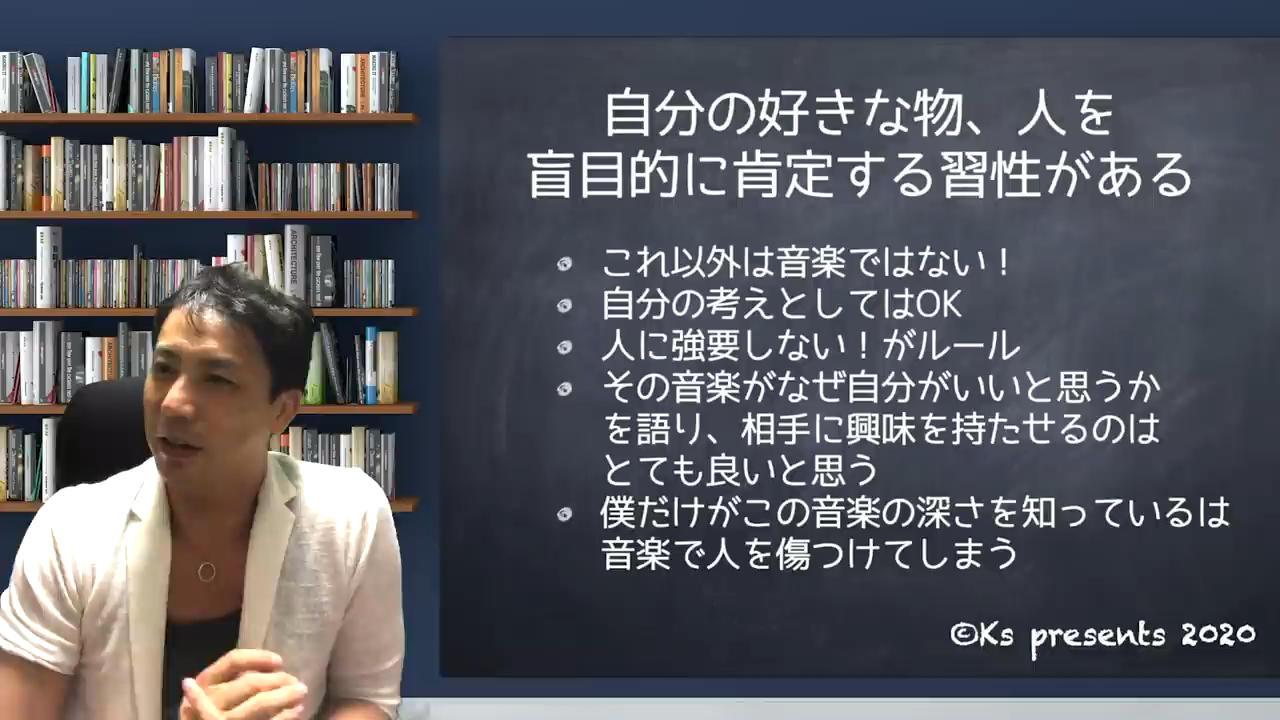 自分の好きな物、人を
盲目的に肯定する習性がある
これ以外は音楽ではない！
自分の考えとしてはOK
人に強要しない！がルール
その音楽がなぜ自分がいいと思うか
を語り、相手に興味を持たせるのは
とても良いと思う
僕だけがこの音楽の深さを知っているは
音楽で人を傷つけてしまう
©Ks presents 2020
ARCHITECTURE